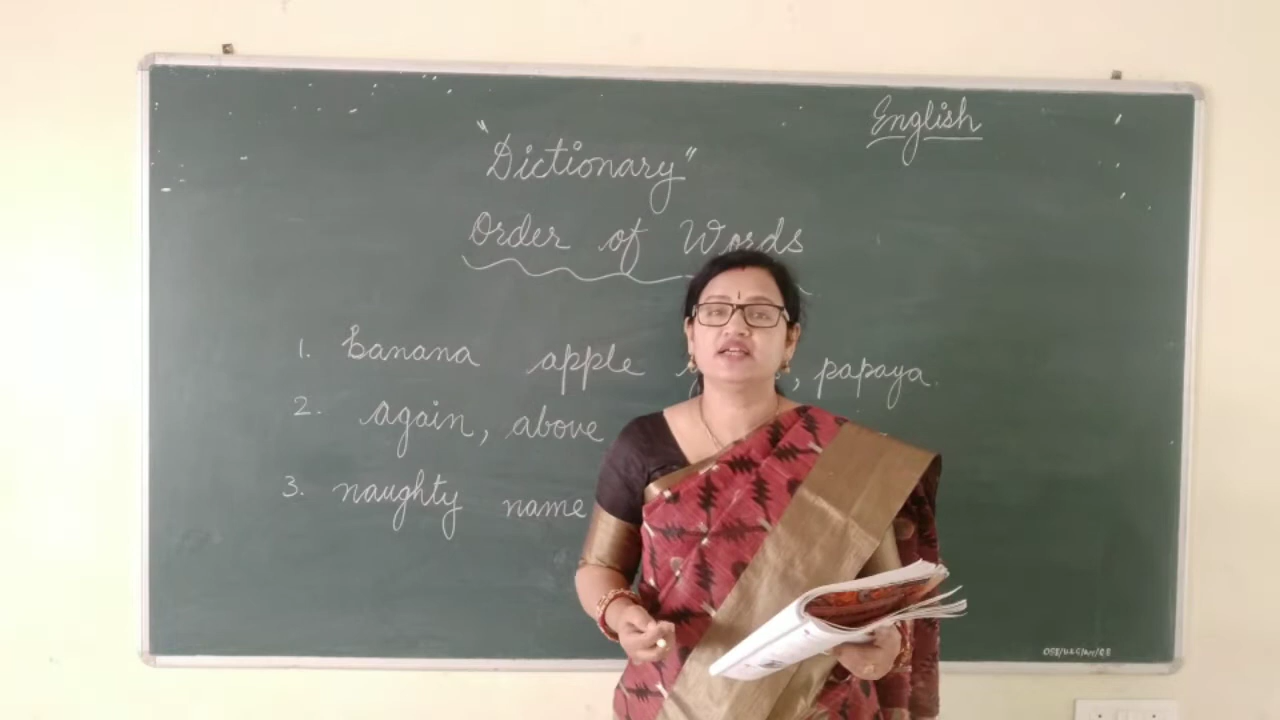 English
"Dictionary"
Order of Words
1. Banana apple , papaya.
2. again, above
3. naughty name